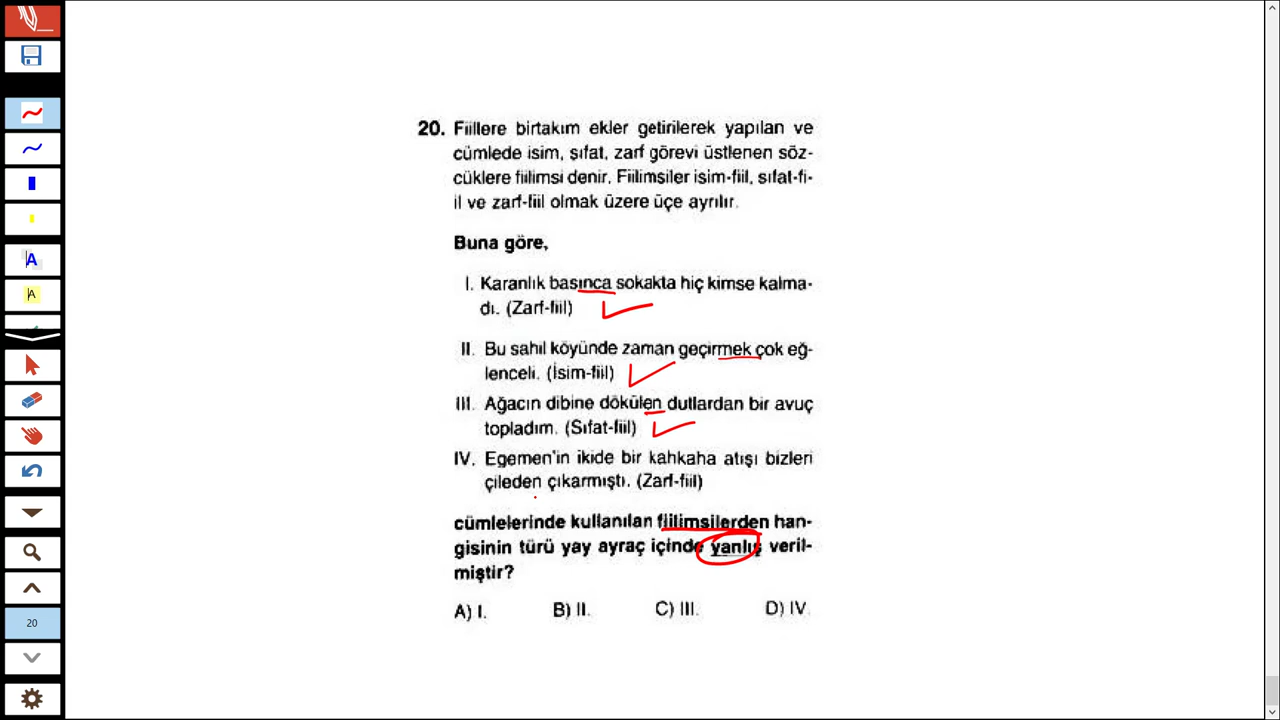 20. Fiillere birtakım ekler getirilerek yapılan ve
cümlede isim, sıfat, zarf görevi üstlenen söz-
cüklere fiilimsi denir. Fiilimsiler isim-fiil, sıfat-fi-
il ve zarf-fiil olmak üzere üçe ayrılır.
Buna göre,
I. Karanlık basınca sokakta hiç kimse kalma-
dı. (Zarf-fiil)
II. Bu sahil köyünde zaman geçirmek çok eğ-
lenceli. (İsim-fiil)
III. Ağacın dibine dökülen dutlardan bir avuç
topladım. (Sıfat-fiil)
IV. Egemen'in ikide bir kahkaha atışı bizleri
çileden çıkarmıştı. (Zarf-fiil)
cümlelerinde kullanılan fiilimsilerden han-
gisinin türü yay ayraç içinde yanlış veril-
miştir?
A) I. B) II. C) III. D) IV.
A
A
20